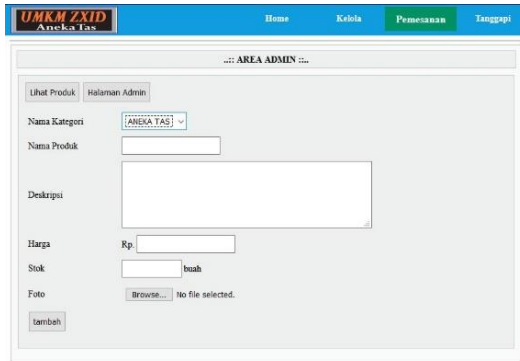 UMKM ZXID
Aneka Tas
Home Kelola Pemesanan Tanggapi
..:: AREA ADMIN ::..
Lihat Produk Halaman Admin
Nama Kategori ANEKA TAS
Nama Produk
Deskripsi
Harga Rp.
Stok buah
Foto Browse... No file selected.
tambah